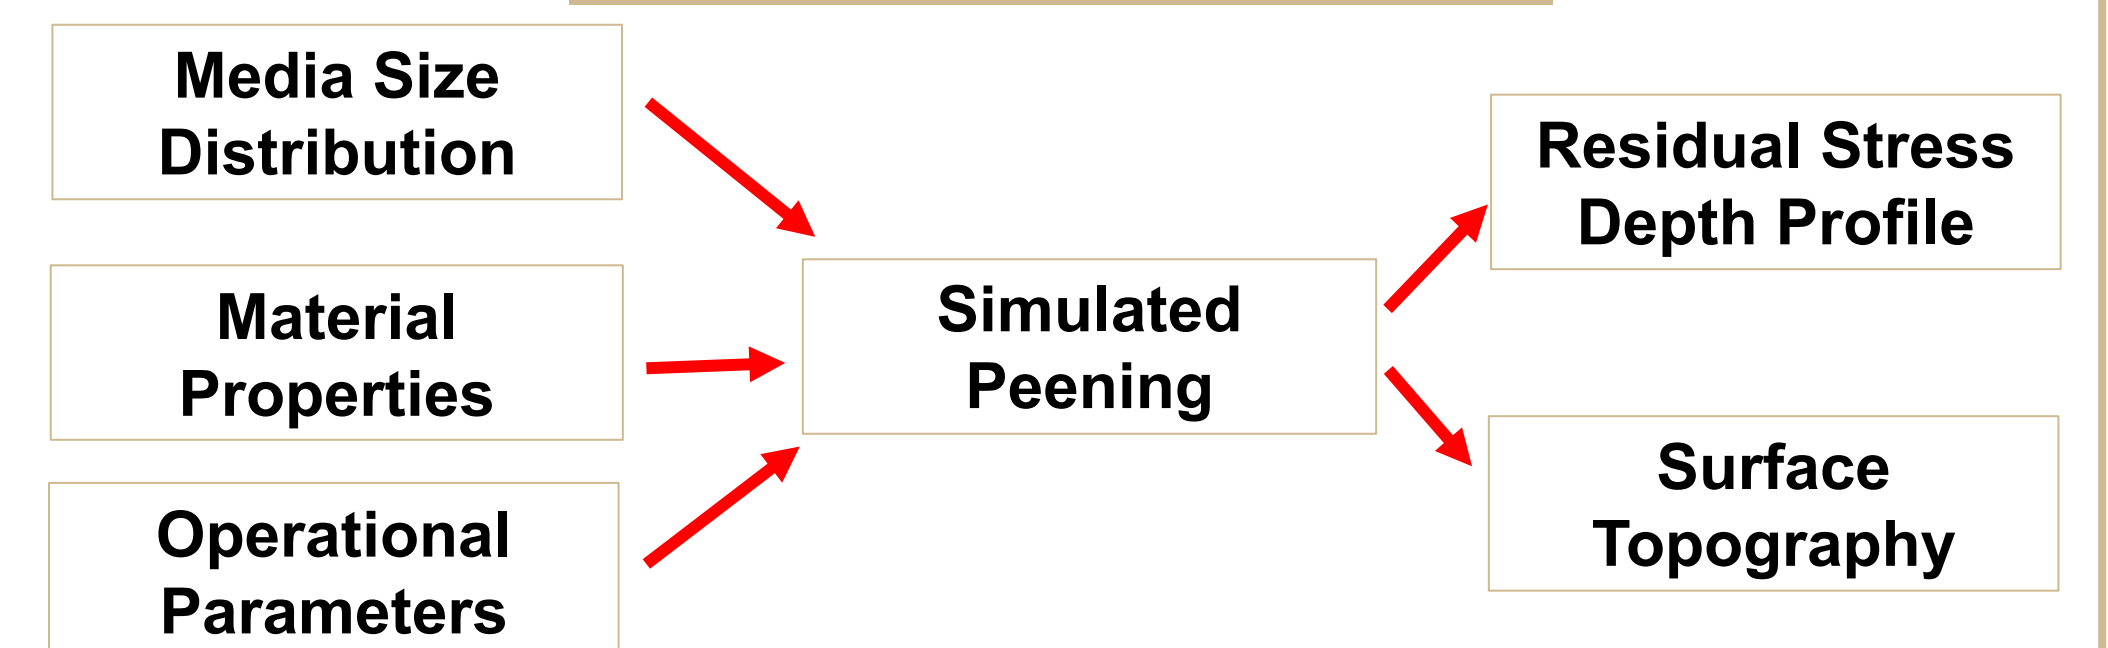 Media Size
Distribution
Material
Properties
Operational
Parameters
Simulated
Peening
Residual Stress
Depth Profile
Surface
Topography